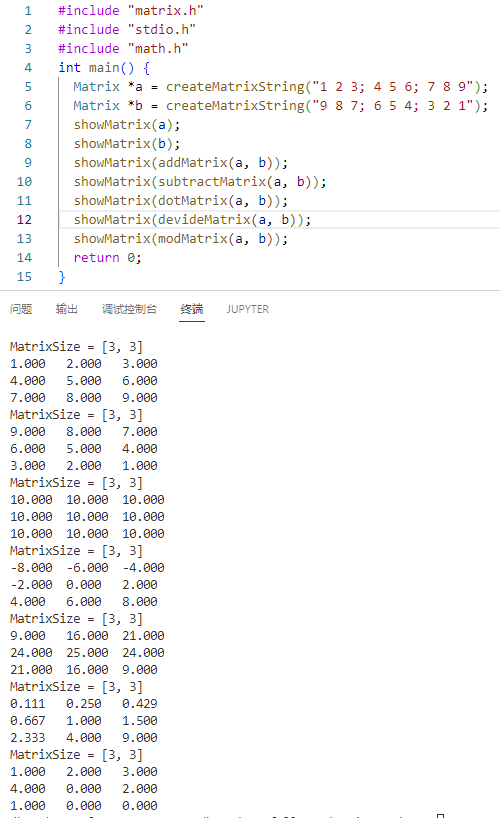 1 #include "matrix.h"
2 #include "stdio.h"
3 #include "math.h"
4 int main() {
5 Matrix *a = createMatrixString("1 2 3; 4 5 6; 7 8 9");
6 Matrix *b = createMatrixString("9 8 7; 6 5 4; 3 2 1");
7 showMatrix(a);
8 showMatrix(b);
9 showMatrix(addMatrix(a, b));
10 showMatrix(subtractMatrix(a, b));
11 showMatrix(dotMatrix(a, b));
12 showMatrix(devideMatrix(a, b));
13 showMatrix(modMatrix(a, b));
14 return 0;
15 }
问题 输出 调试控制台 终端 JUPYTER
MatrixSize = [3, 3]
1.000 2.000 3.000
4.000 5.000 6.000
7.000 8.000 9.000
MatrixSize = [3, 3]
9.000 8.000 7.000
6.000 5.000 4.000
3.000 2.000 1.000
MatrixSize = [3, 3]
10.000 10.000 10.000
10.000 10.000 10.000
10.000 10.000 10.000
MatrixSize = [3, 3]
-8.000 -6.000 -4.000
-2.000 0.000 2.000
4.000 6.000 8.000
MatrixSize = [3, 3]
9.000 16.000 21.000
24.000 25.000 24.000
21.000 16.000 9.000
MatrixSize = [3, 3]
0.111 0.250 0.429
0.667 1.000 1.500
2.333 4.000 9.000
MatrixSize = [3, 3]
1.000 2.000 3.000
4.000 0.000 2.000
1.000 0.000 0.000